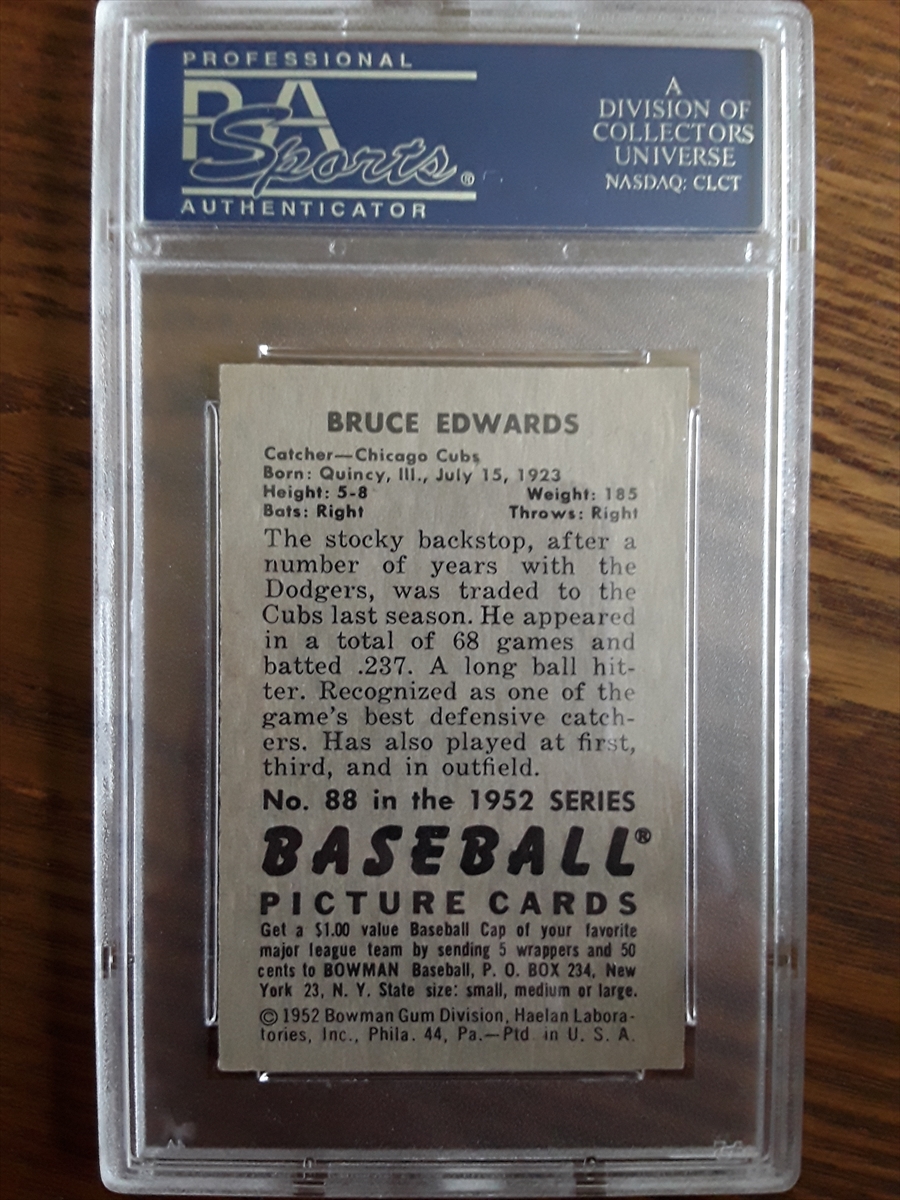 PROFESSIONAL
PSA
Sports®
AUTHENTICATOR
A
DIVISION OF
COLLECTORS
UNIVERSE
NASDAQ: CLCT
BRUCE EDWARDS
Catcher—Chicago Cubs
Born: Quincy, Ill., July 15, 1923
Height: 5-8 Weight: 185
Bats: Right Throws: Right
The stocky backstop, after a
number of years with the
Dodgers, was traded to the
Cubs last season. He appeared
in a total of 68 games and
batted .237. A long ball hit-
ter. Recognized as one of the
game's best defensive catch-
ers. Has also played at first,
third, and in outfield.
No. 88 in the 1952 SERIES
BASEBALL®
PICTURE CARDS
Get a $1.00 value Baseball Cap of your favorite
major league team by sending 5 wrappers and 50
cents to BOWMAN Baseball, P. O. BOX 234, New
York 23, N. Y. State size: small, medium or large.
© 1952 Bowman Gum Division, Haelan Labora-
tories, Inc., Phila. 44, Pa.—Ptd. in U. S. A.